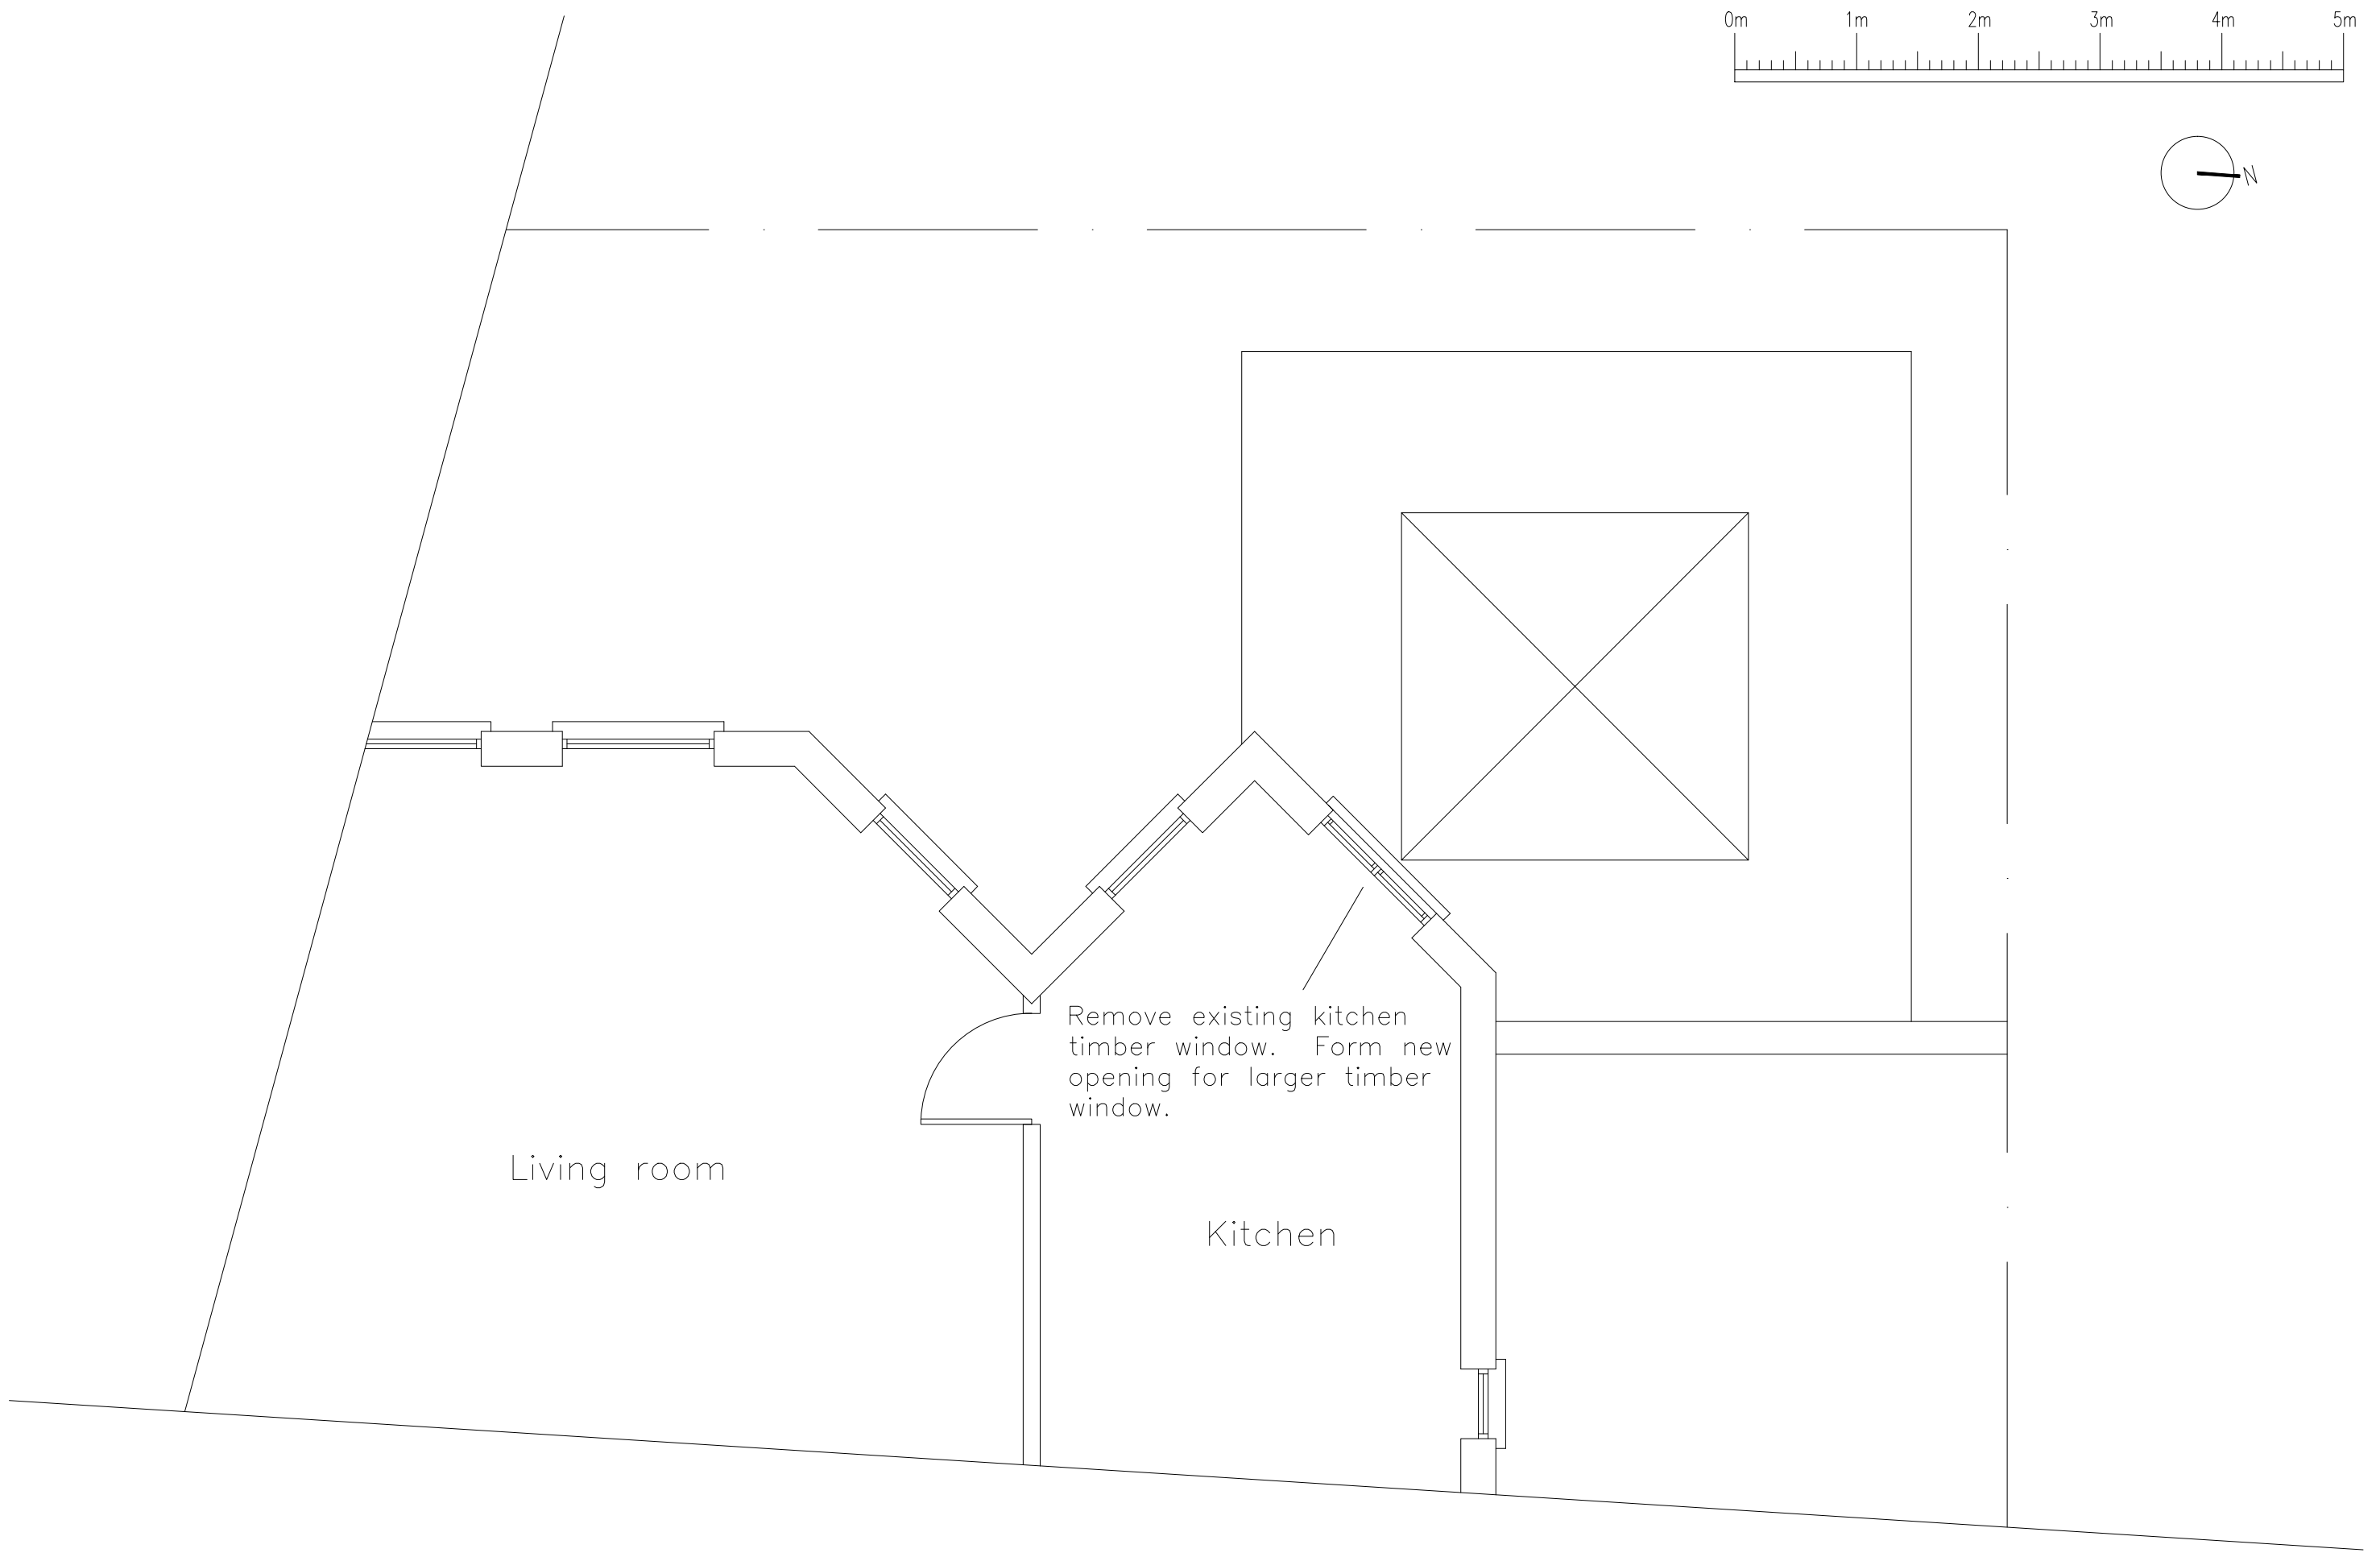 0m 1m 2m 3m 4m 5m
N
Remove existing kitchen
timber window. Form new
opening for larger timber
window.
Living room
Kitchen